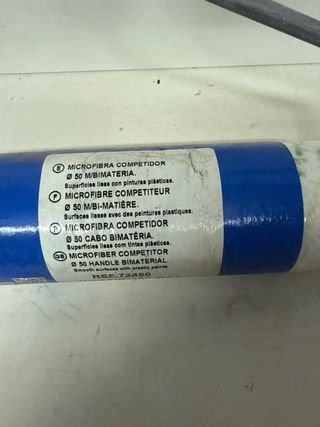 E MICROFIBRA COMPETIDOR
Ø 50 M/BIMATERIA.
Superficies lisas con pinturas plásticas.
F MICROFIBRE COMPETITEUR
Ø 50 M/BI-MATIÈRE.
Surfaces lisses avec des peintures plastiques.
P MICROFIBRA COMPETIDOR
Ø 50 CABO BIMATÉRIA.
Superfícies lisas com tintas plásticas.
GB MICROFIBER COMPETITOR
Ø 50 HANDLE BIMATERIAL.
Smooth surfaces with plastic paints.
REF.72450